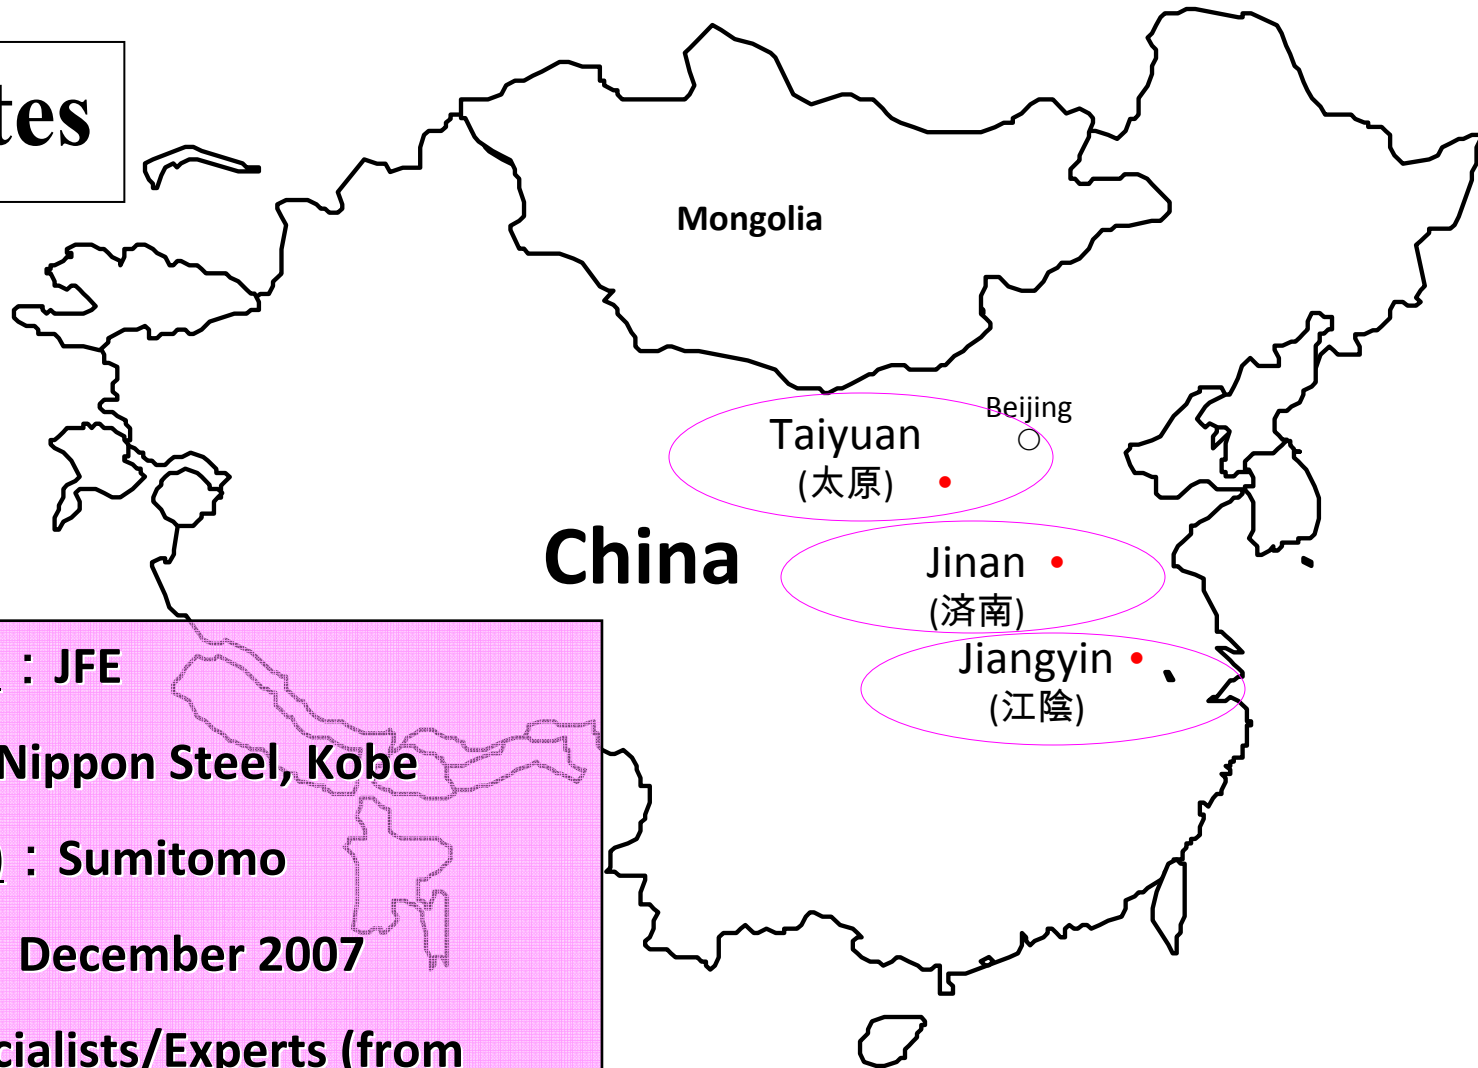 tes
Mongolia
Beijing
Taiyuan
(太原)
China
Jinan
(済南)
Jiangyin
(江陰)
: JFE
Nippon Steel, Kobe
: Sumitomo
December 2007
cialists/Experts (from